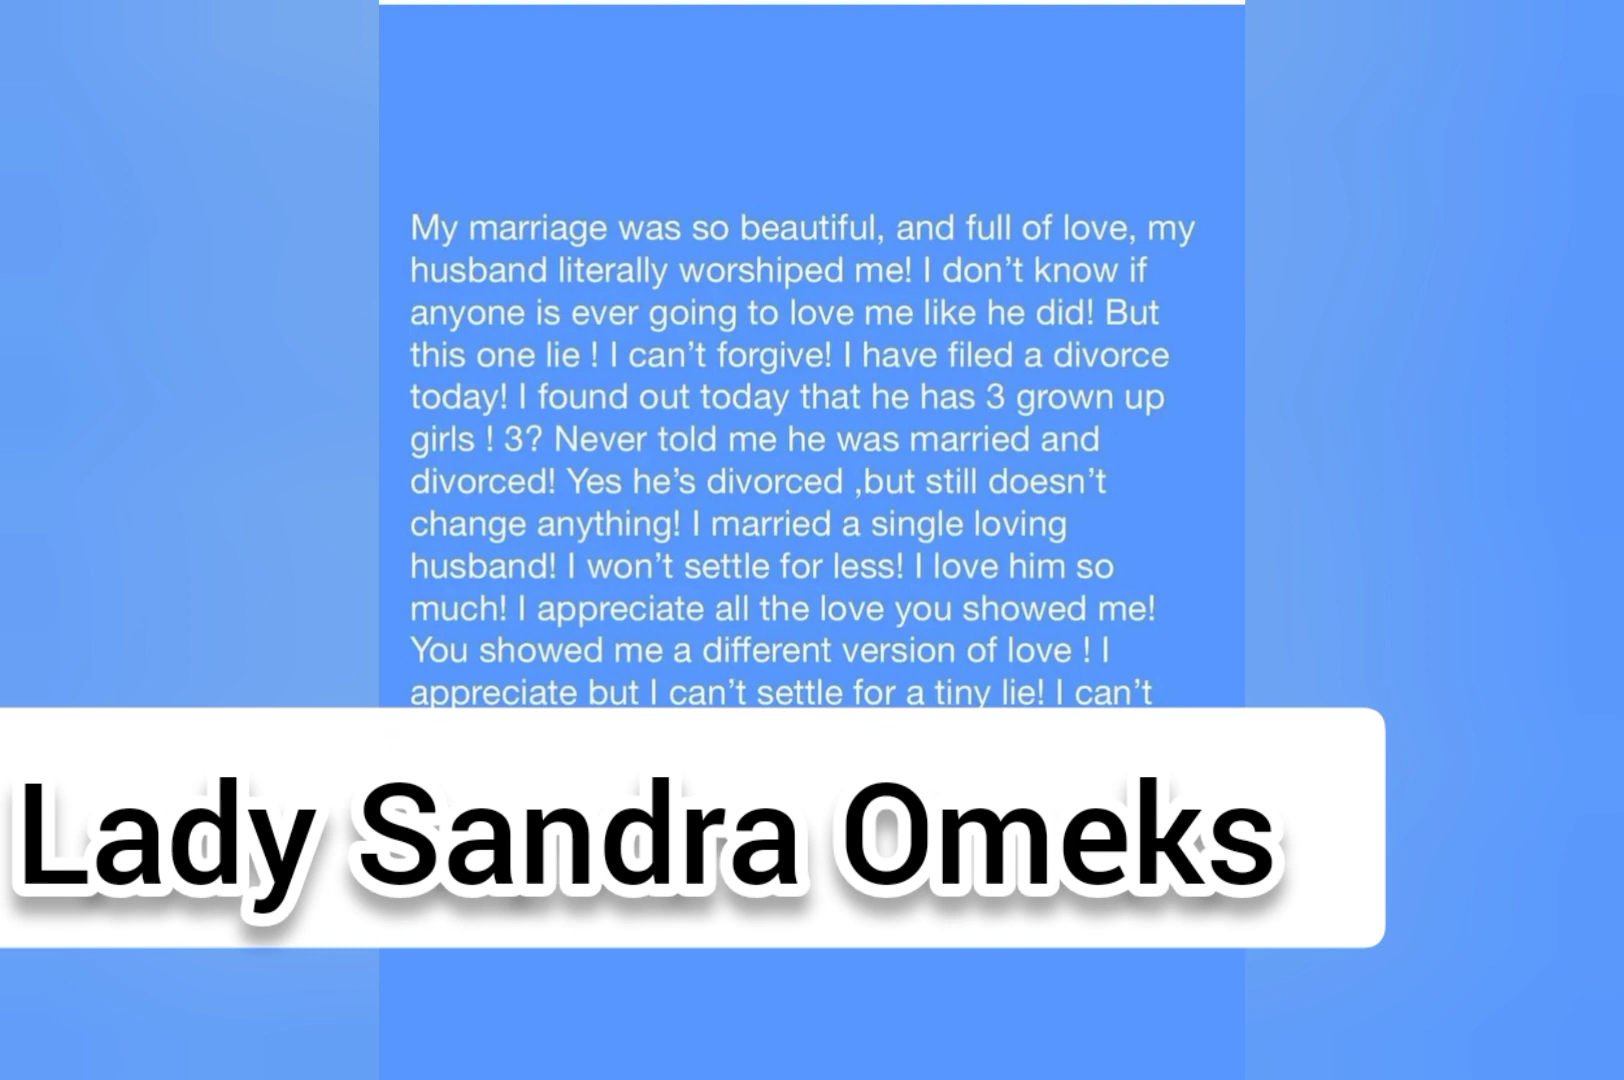 My marriage was so beautiful, and full of love, my
husband literally worshiped me! I don’t know if
anyone is ever going to love me like he did! But
this one lie ! I can’t forgive! I have filed a divorce
today! I found out today that he has 3 grown up
girls ! 3? Never told me he was married and
divorced! Yes he’s divorced ,but still doesn’t
change anything! I married a single loving
husband! I won’t settle for less! I love him so
much! I appreciate all the love you showed me!
You showed me a different version of love ! I
appreciate but I can’t settle for a tiny lie! I can’t
Lady Sandra Omeks